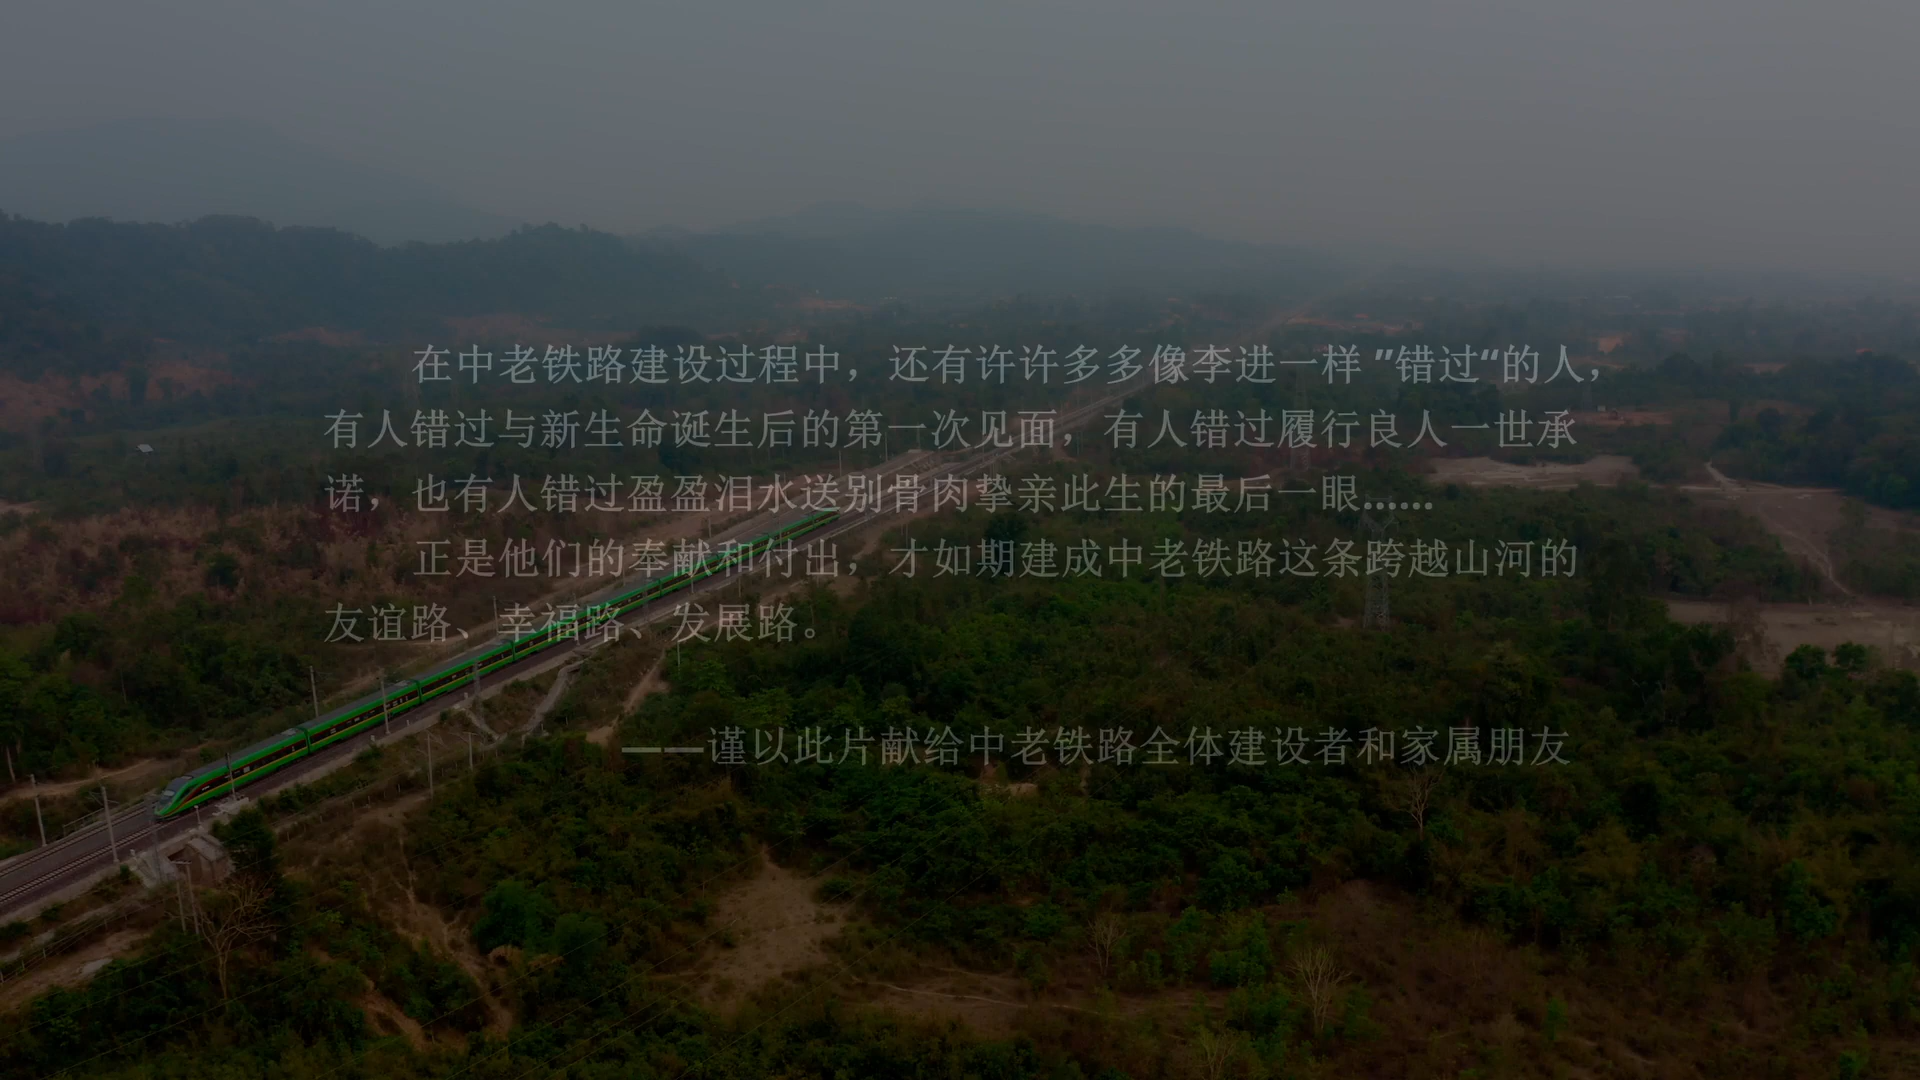 在中老铁路建设过程中，还有许许多多像李进一样”错过“的人，
有人错过与新生命诞生后的第一次见面，有人错过履行良人一世承
诺，也有人错过盈盈泪水送别骨肉挚亲此生的最后一眼......
正是他们的奉献和付出，才如期建成中老铁路这条跨越山河的
友谊路、幸福路、发展路。
——谨以此片献给中老铁路全体建设者和家属朋友